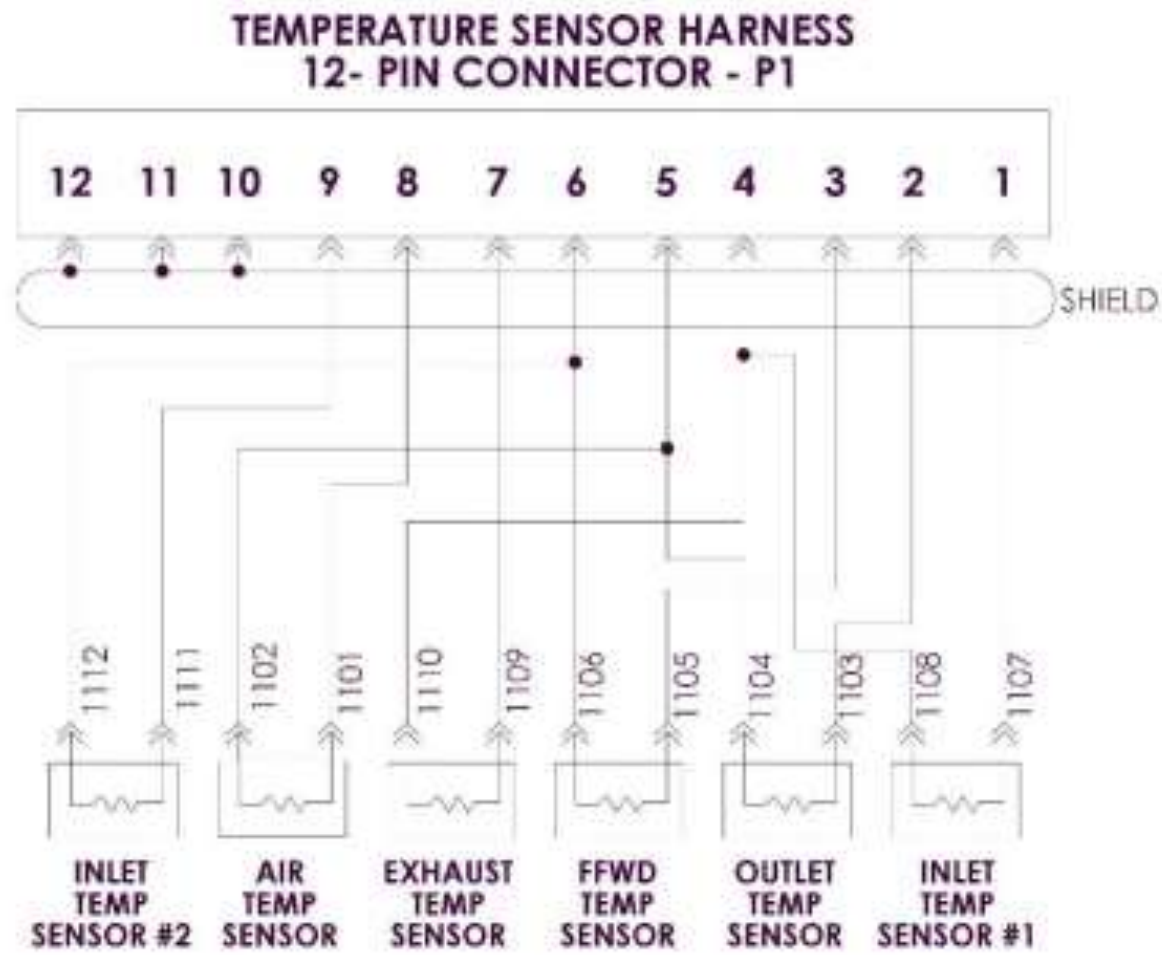 TEMPERATURE SENSOR HARNESS
12- PIN CONNECTOR - P1
12 11 10 9 8 7 6 5 4 3 2 1
SHIELD
1112 1111 1102 1101 1110 1109 1106 1105 1104 1103 1108 1107
INLET AIR EXHAUST FFWD OUTLET INLET
TEMP TEMP TEMP TEMP TEMP TEMP
SENSOR #2 SENSOR SENSOR SENSOR SENSOR SENSOR #1